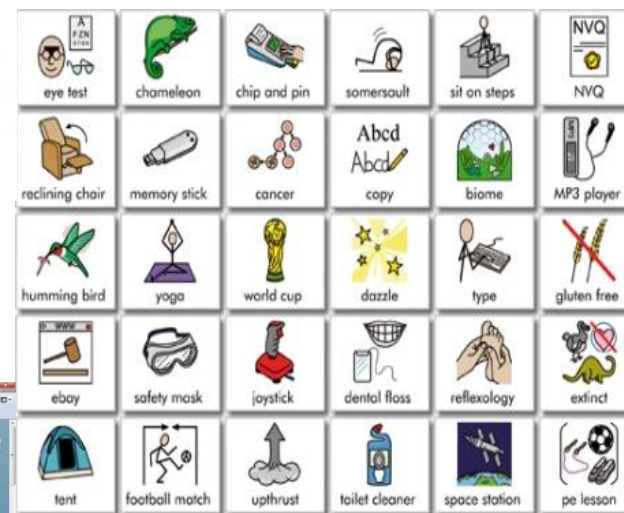 A
FZN
NVQ
eye test chameleon chip and pin somersault sit on steps NVQ
Abcd
Abcd
MP3
reclining chair memory stick cancer copy biome MP3 player
humming bird yoga world cup dazzle type gluten free
WWW
ebay safety mask joystick dental floss reflexology extinct
tent football match upthrust toilet cleaner space station pe lesson